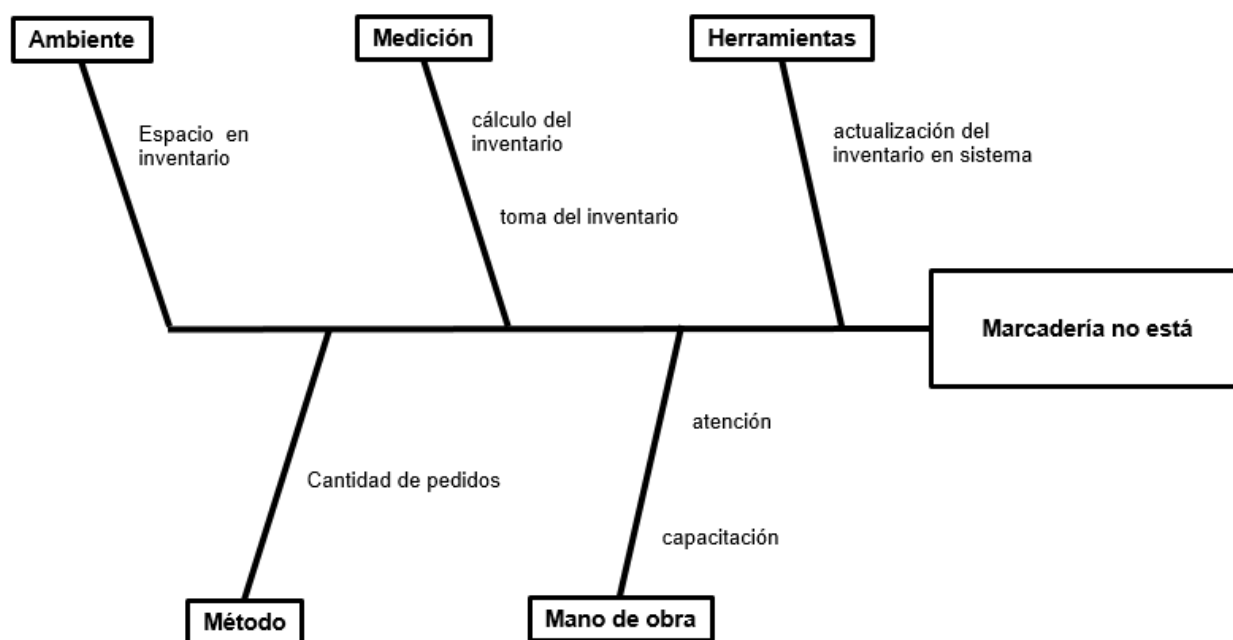 Ambiente
Medición
Herramientas
Espacio en
inventario
cálculo del
inventario
toma del inventario
actualización del
inventario en sistema
Marcadería no está
Cantidad de pedidos
atención
capacitación
Método
Mano de obra